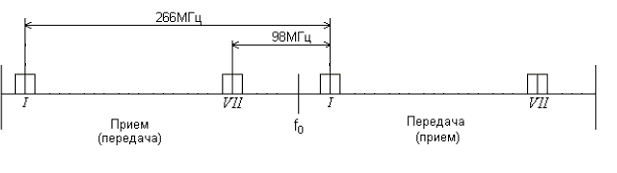 266МГц
98МГц
I VII f0 I VII
Прием
(передача)
Передача
(прием)